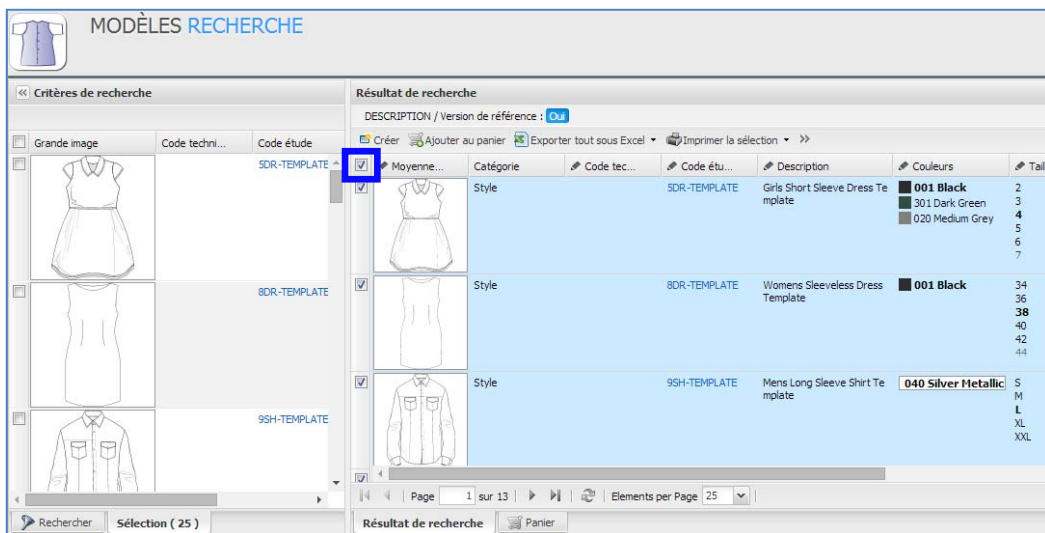 MODÈLES RECHERCHE
« Critères de recherche
Grande image Code techni... Code étude
5DR-TEMPLATE
8DR-TEMPLATE
9SH-TEMPLATE
Rechercher Sélection ( 25 )
Résultat de recherche
DESCRIPTION / Version de référence : Oui
Créer Ajouter au panier Exporter tout sous Excel Imprimer la sélection >>
Moyenne... Catégorie Code tec... Code étu... Description Couleurs Tail
Style 5DR-TEMPLATE Girls Short Sleeve Dress Te 001 Black 2
mplate 301 Dark Green 3
020 Medium Grey 4
5
6
7
Style 8DR-TEMPLATE Womens Sleeveless Dress 001 Black 34
Template 36
38
40
42
44
Style 9SH-TEMPLATE Mens Long Sleeve Shirt Te 040 Silver Metallic S
mplate M
L
XL
XXL
Page 1 sur 13 Elements per Page 25
Résultat de recherche Panier